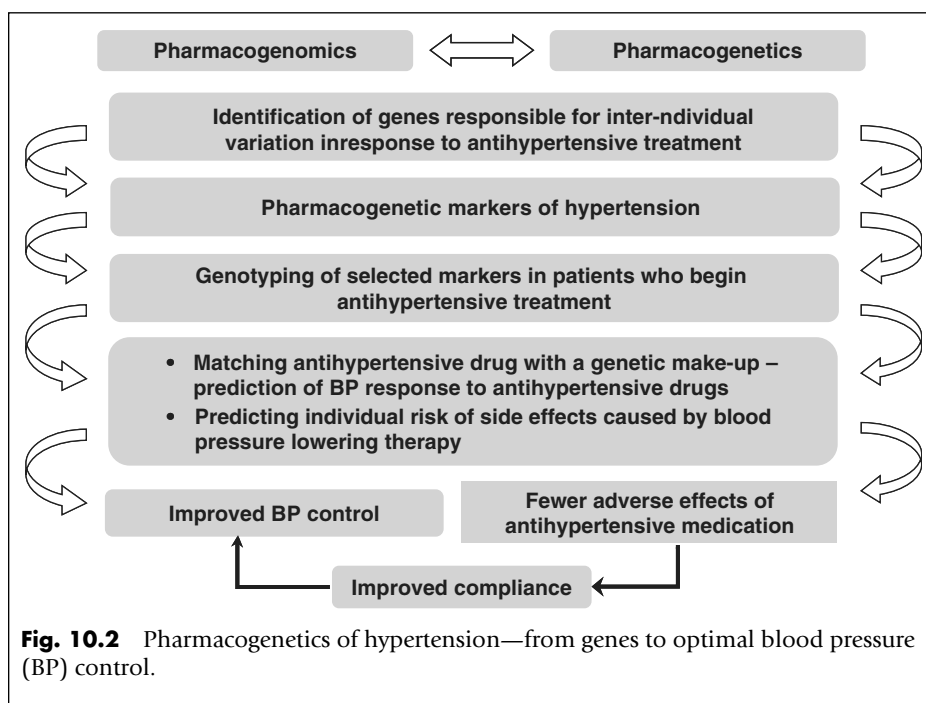 Pharmacogenomics
Pharmacogenetics
Identification of genes responsible for inter-ndividual
variation inresponse to antihypertensive treatment
Pharmacogenetic markers of hypertension
Genotyping of selected markers in patients who begin
antihypertensive treatment
• Matching antihypertensive drug with a genetic make-up –
prediction of BP response to antihypertensive drugs
• Predicting individual risk of side effects caused by blood
pressure lowering therapy
Improved BP control
Fewer adverse effects of
antihypertensive medication
Improved compliance
Fig. 10.2 Pharmacogenetics of hypertension—from genes to optimal blood pressure
(BP) control.